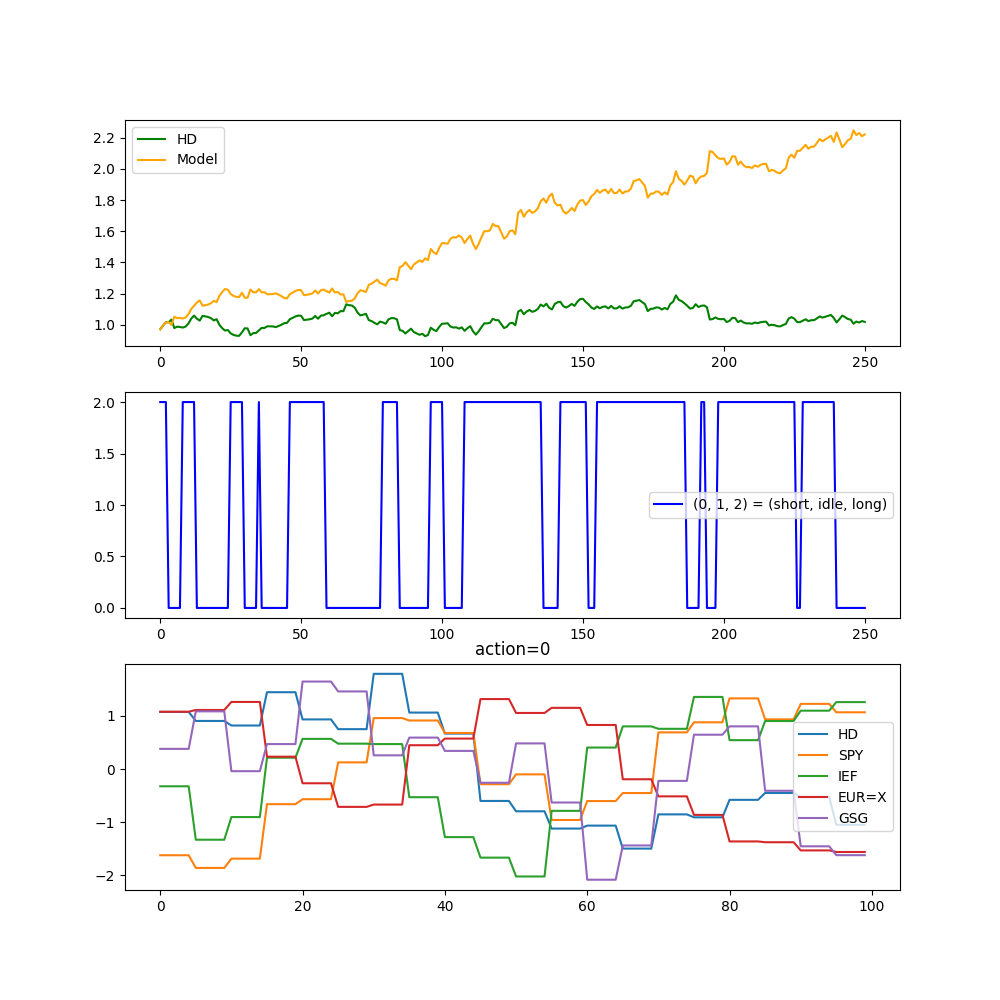 HD
Model
2.2
2.0
1.8
1.6
1.4
1.2
1.0
0 50 100 150 200 250
(0, 1, 2) = (short, idle, long)
2.0
1.5
1.0
0.5
0.0
0 50 100 150 200 250
action=0
HD
SPY
IEF
EUR=X
GSG
1
0
−1
−2
0 20 40 60 80 100